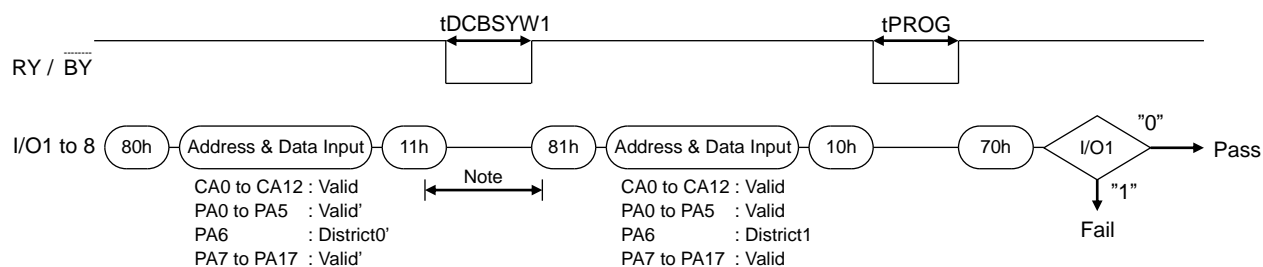 tDCBSYW1
tPROG
RY / BY
I/O1 to 8
80h
Address & Data Input
11h
81h
Address & Data Input
10h
70h
I/O1
"0"
Pass
"1"
Fail
Note
CA0 to CA12 : Valid
PA0 to PA5 : Valid'
PA6 : District0'
PA7 to PA17 : Valid'
CA0 to CA12 : Valid
PA0 to PA5 : Valid
PA6 : District1
PA7 to PA17 : Valid